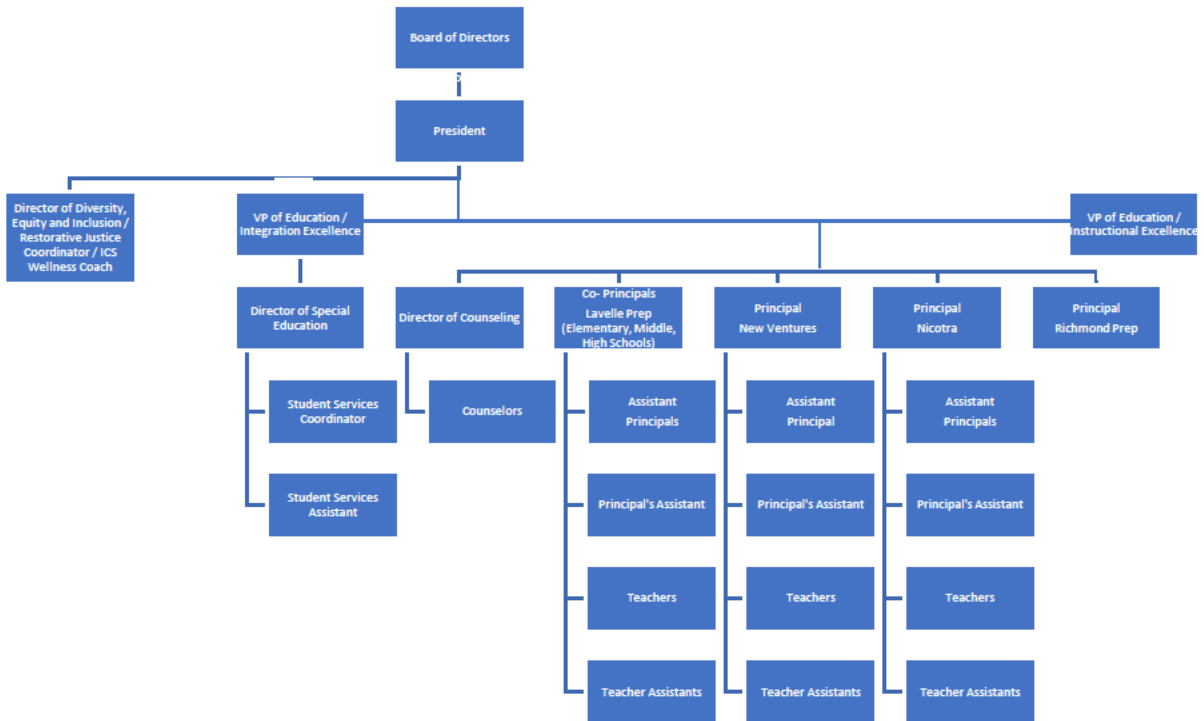 Board of Directors
President
Director of Diversity,
Equity and Inclusion /
Restorative Justice
Coordinator / ICS
Wellness Coach
VP of Education /
Integration Excellence
VP of Education /
Instructional Excellence
Director of Special
Education
Director of Counseling
Co- Principals
Lavelle Prep
(Elementary, Middle,
High Schools)
Principal
New Ventures
Principal
Nicotra
Principal
Richmond Prep
Student Services
Coordinator
Counselors
Assistant
Principals
Assistant
Principal
Assistant
Principals
Student Services
Assistant
Principal's Assistant
Principal's Assistant
Principal's Assistant
Teachers
Teachers
Teachers
Teacher Assistants
Teacher Assistants
Teacher Assistants